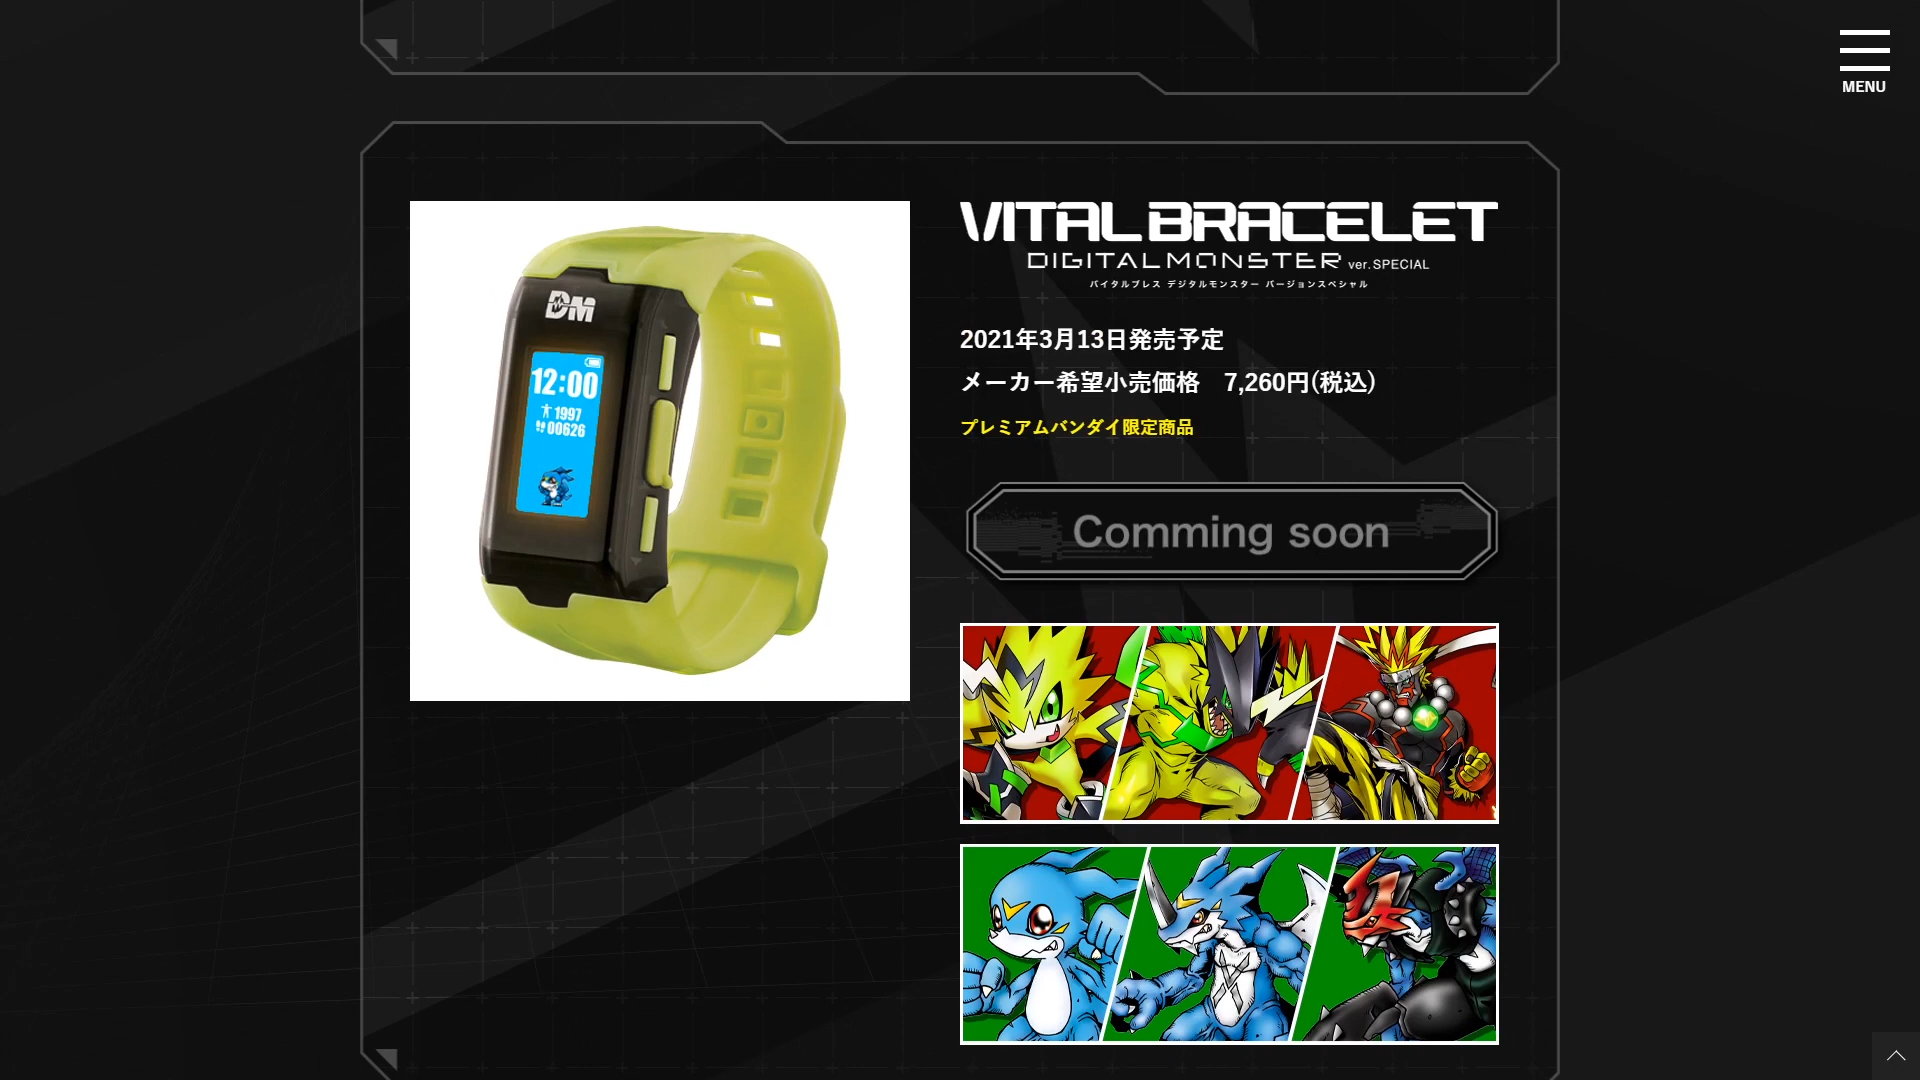 MENU
VITAL BRACELET
DIGITALMONSTER ver. SPECIAL
バイタルブレス デジタルモンスター バージョンスペシャル
DM
12:00
1997
00626
2021年3月13日発売予定
メーカー希望小売価格　7,260円(税込)
プレミアムバンダイ限定商品
Comming soon